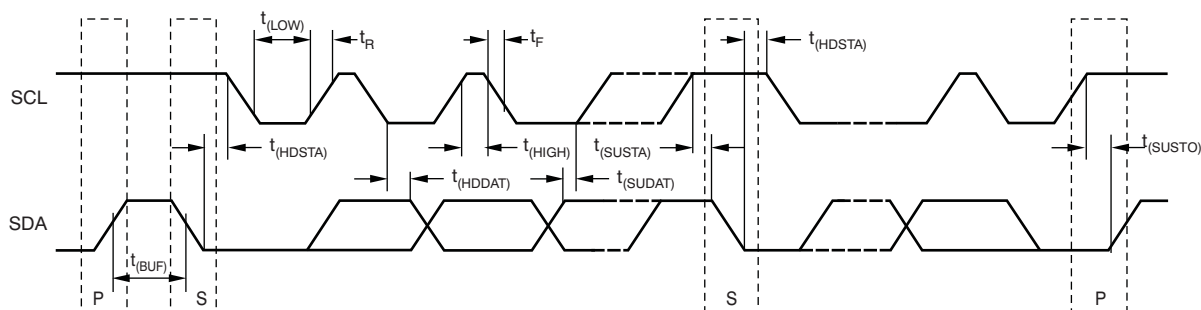 t(LOW)
tR
tF
t(HDSTA)
SCL
t(HDSTA)
t(HIGH)
t(SUSTA)
t(SUSTO)
t(HDDAT)
t(SUDAT)
SDA
t(BUF)
P
S
S
P